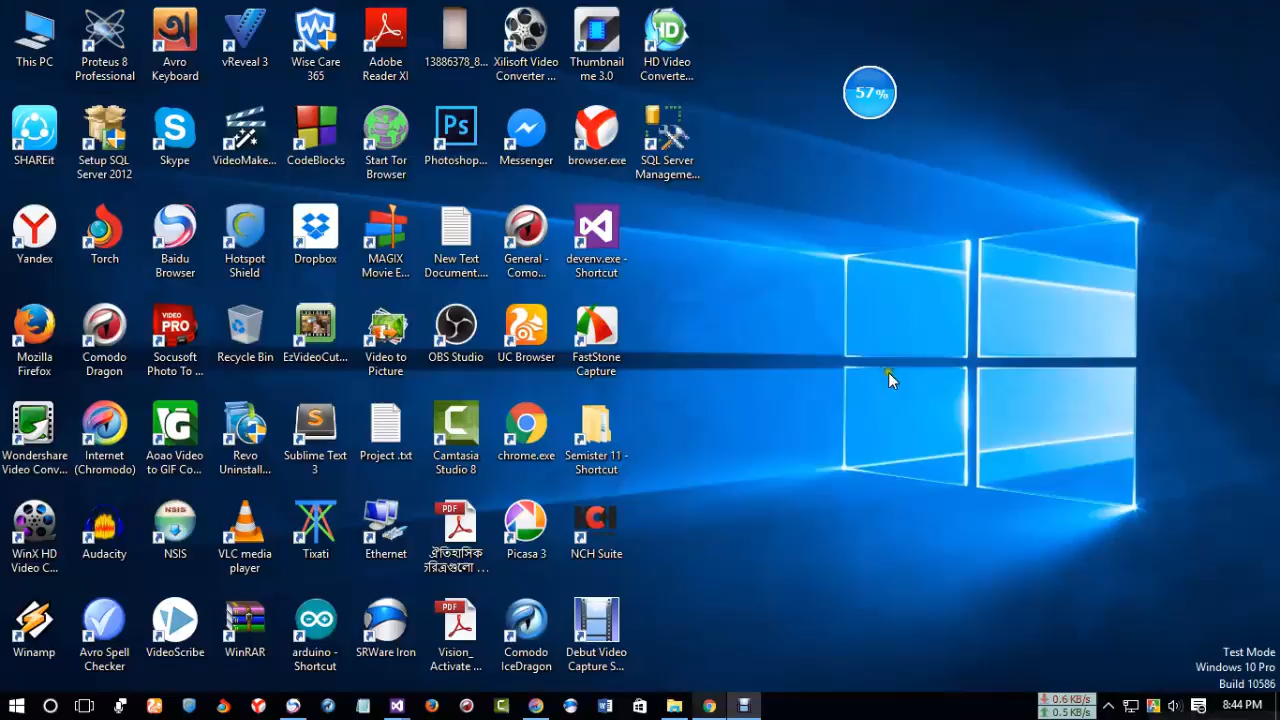 This PC
Proteus 8
Professional
Avro
Keyboard
vReveal 3
Wise Care
365
Adobe
Reader XI
13886378_8...
Xilisoft Video
Converter ...
Thumbnail
me 3.0
HD Video
Converte...
57%
SHAREit
Setup SQL
Server 2012
Skype
VideoMake...
CodeBlocks
Start Tor
Browser
Photoshop...
Messenger
browser.exe
SQL Server
Manageme...
Yandex
Torch
Baidu
Browser
Hotspot
Shield
Dropbox
MAGIX
Movie E...
New Text
Document....
General -
Como...
devenv.exe -
Shortcut
Mozilla
Firefox
Comodo
Dragon
Socusoft
Photo To ...
Recycle Bin
EzVideoCut...
Video to
Picture
OBS Studio
UC Browser
FastStone
Capture
Wondershare
Video Conv...
Internet
(Chromodo)
Aoao Video
to GIF Co...
Revo
Uninstall...
Sublime Text
3
Project .txt
Camtasia
Studio 8
chrome.exe
Semister 11 -
Shortcut
WinX HD
Video C...
Audacity
NSIS
VLC media
player
Tixati
Ethernet
ঐতিহাসিক
চরিত্রগুলো ...
Picasa 3
NCH Suite
Winamp
Avro Spell
Checker
VideoScribe
WinRAR
arduino -
Shortcut
SRWare Iron
Vision_
Activate ...
Comodo
IceDragon
Debut Video
Capture S...
Test Mode
Windows 10 Pro
Build 10586
0.6 KB/s
0.5 KB/s
8:44 PM